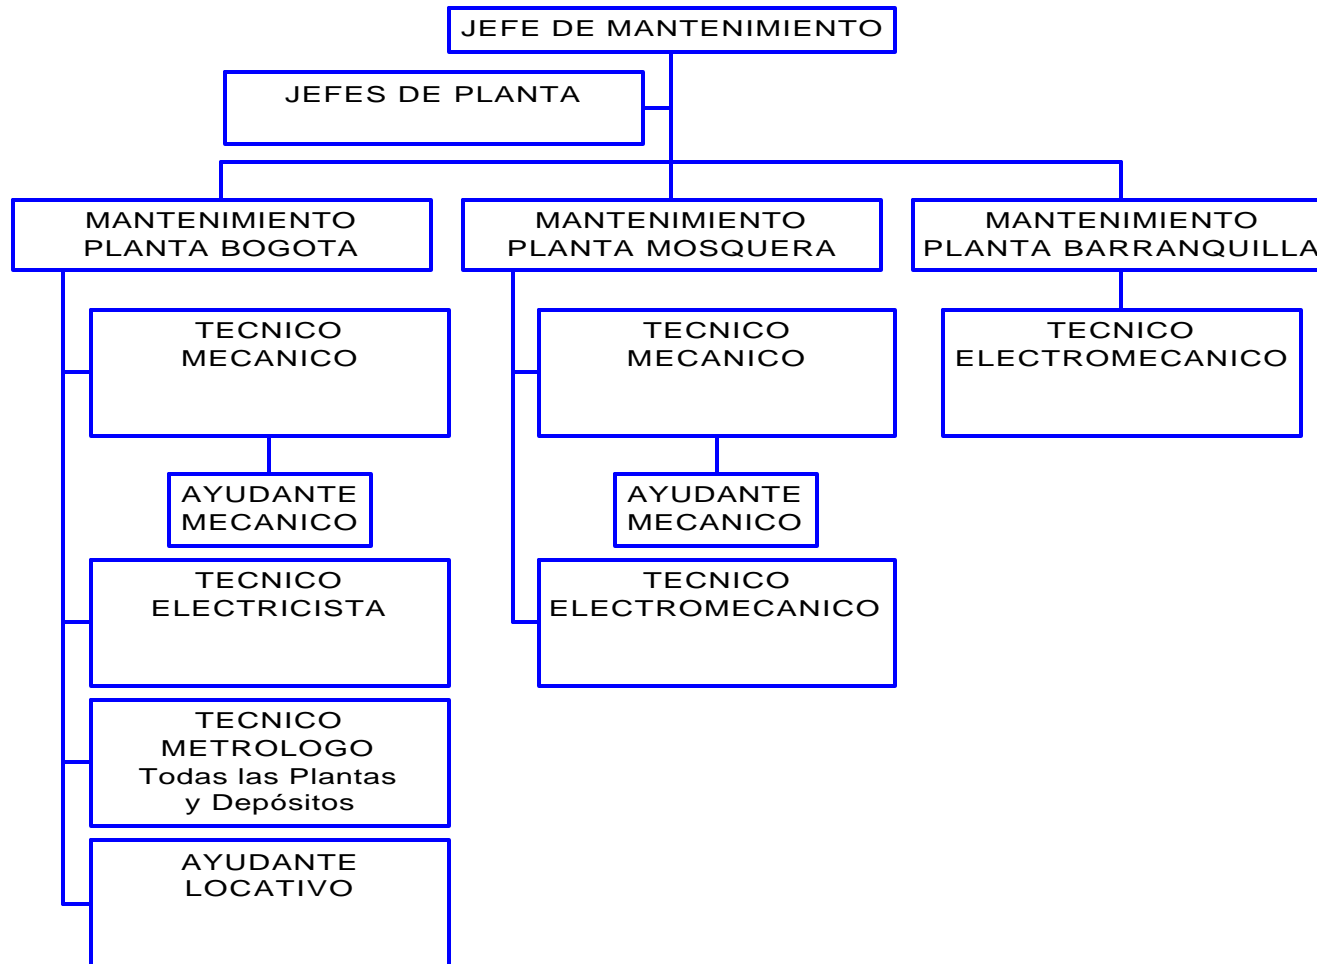 JEFE DE MANTENIMIENTO
JEFES DE PLANTA
MANTENIMIENTO
PLANTA BOGOTA
MANTENIMIENTO
PLANTA MOSQUERA
MANTENIMIENTO
PLANTA BARRANQUILLA
TECNICO
MECANICO
TECNICO
MECANICO
TECNICO
ELECTROMECANICO
AYUDANTE
MECANICO
AYUDANTE
MECANICO
TECNICO
ELECTRICISTA
TECNICO
ELECTROMECANICO
TECNICO
METROLOGO
Todas las Plantas
y Depósitos
AYUDANTE
LOCATIVO